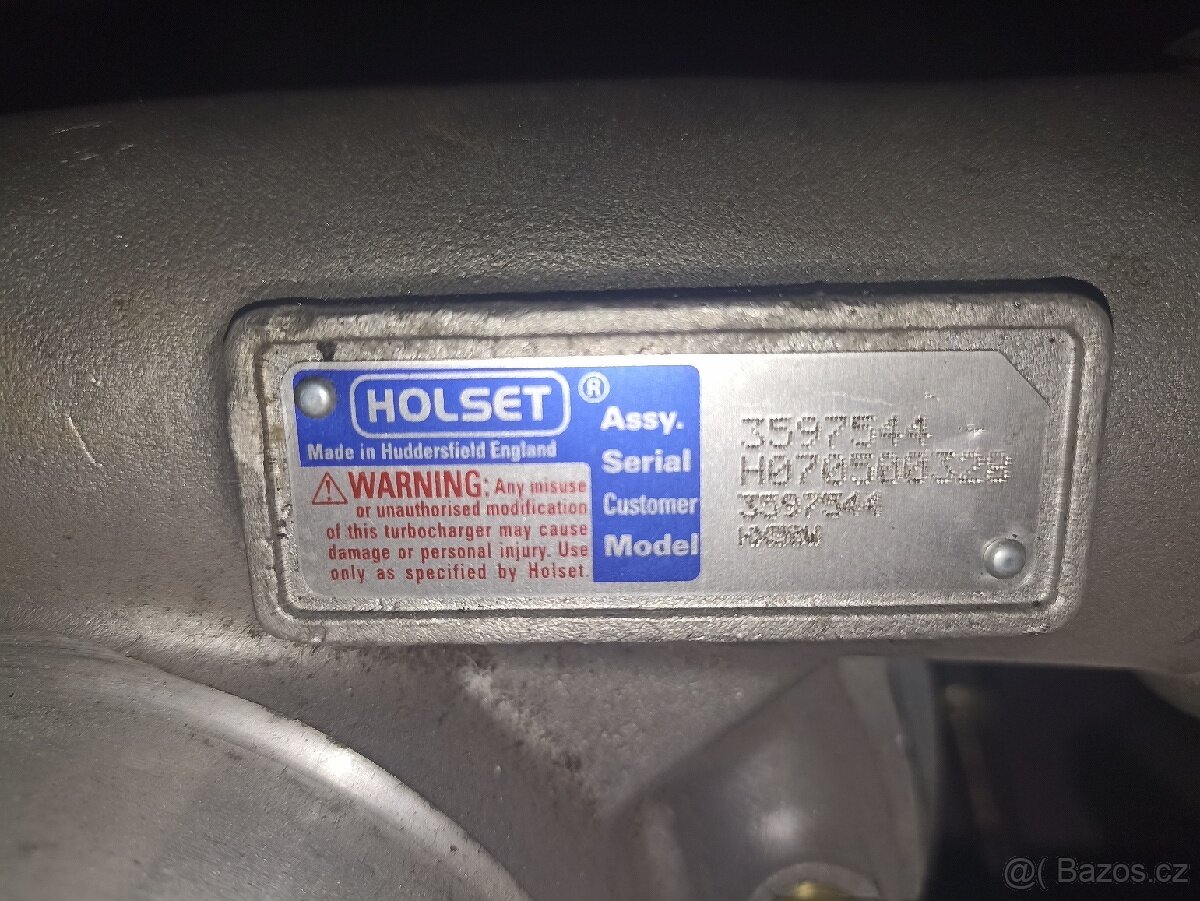 HOLSET ®
Made in Huddersfield England
WARNING: Any misuse
or unauthorised modification
of this turbocharger may cause
damage or personal injury. Use
only as specified by Holset.
Assy. 3597544
Serial H070500328
Customer 3597544
Model
@( Bazos.cz